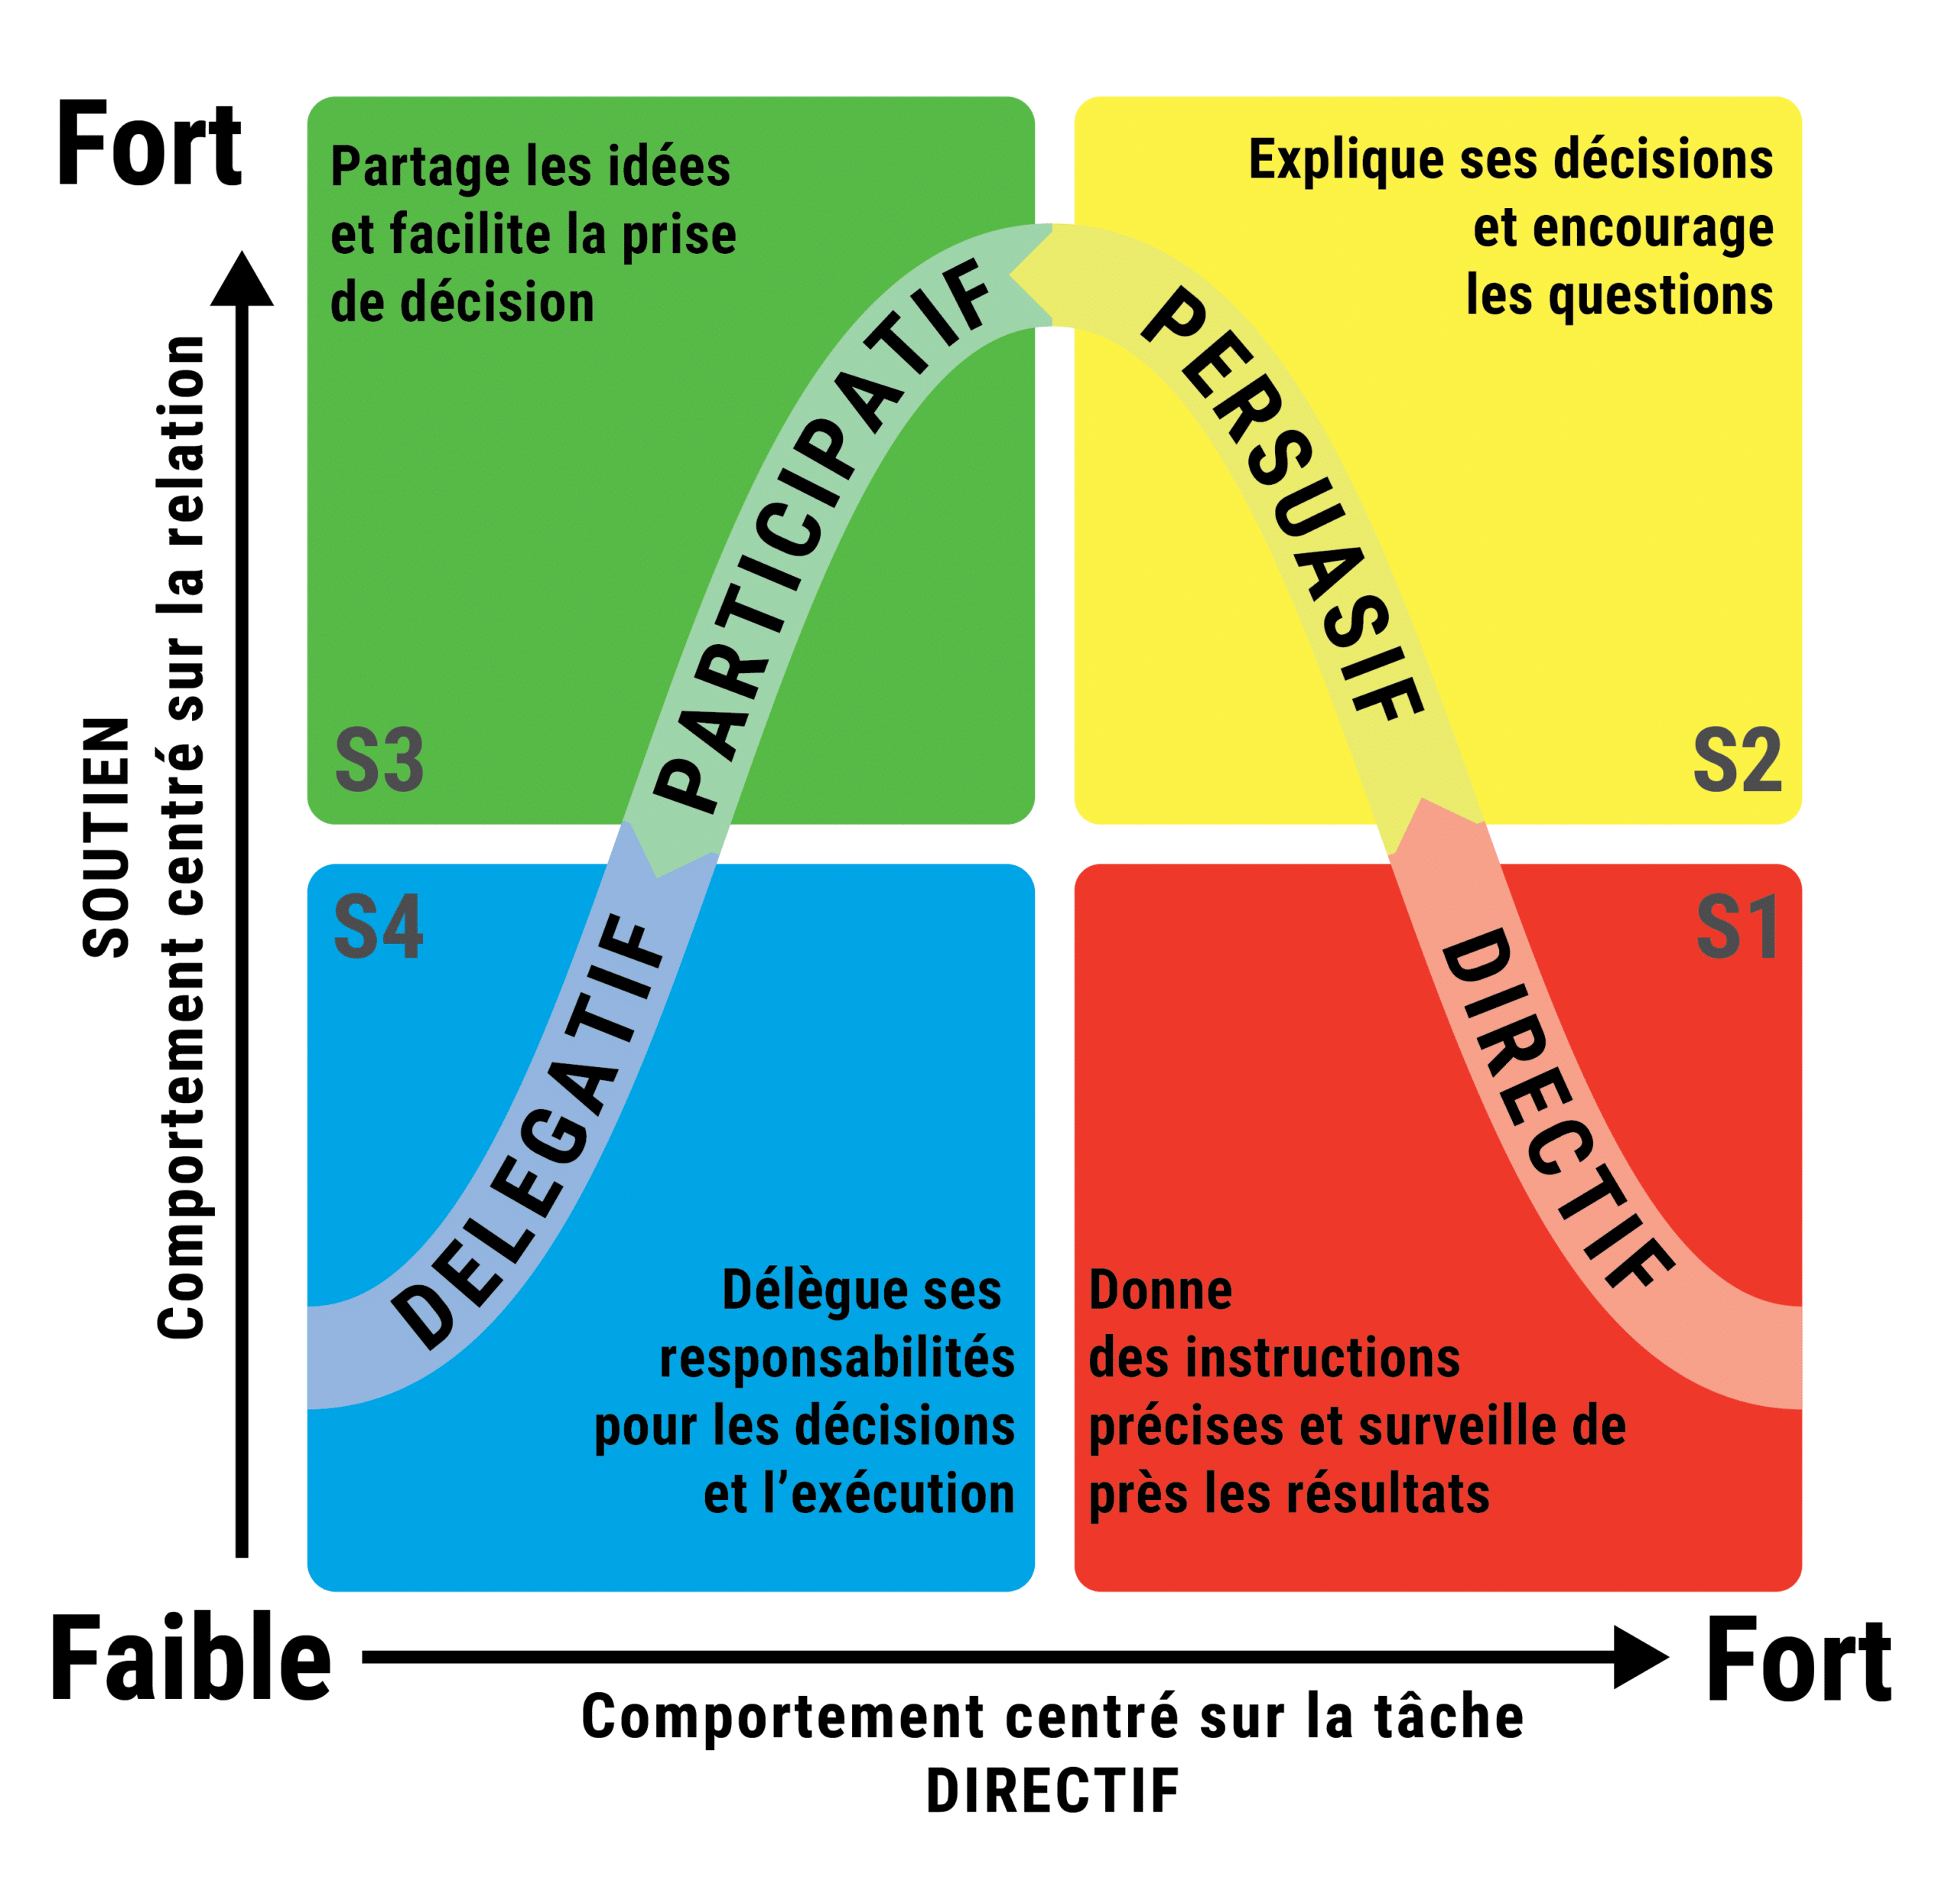 Fort
SOUTIEN
Comportement centré sur la relation
Partage les idées
et facilite la prise
de décision
S3
PARTICIPATIF
Explique ses décisions
et encourage
les questions
S2
PERSUASIF
S4
DELEGATIF
Délègue ses
responsabilités
pour les décisions
et l’exécution
S1
DIRECTIF
Donne
des instructions
précises et surveille de
près les résultats
Faible
Fort
Comportement centré sur la tâche
DIRECTIF